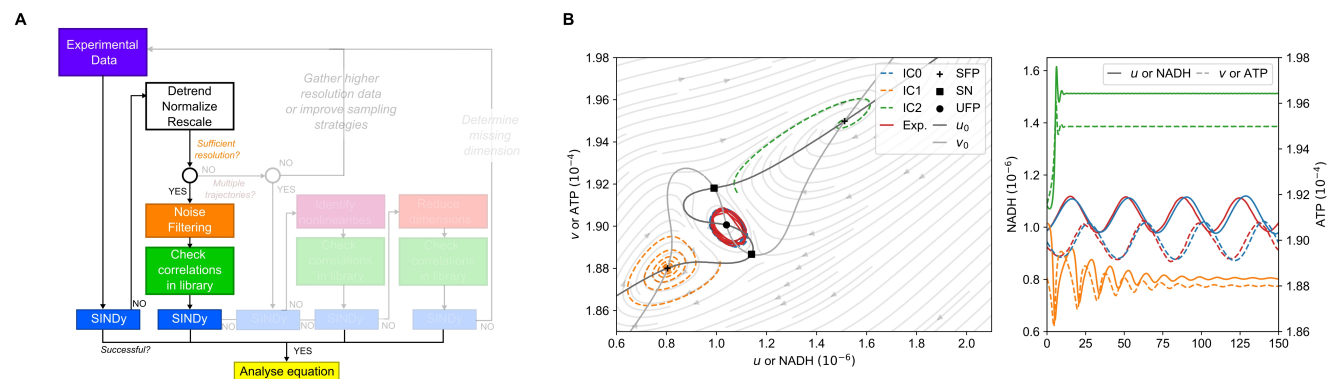 A
Experimental
Data
Detrend
Normalize
Rescale
Gather higher
resolution data
or improve sampling
strategies
Determine
missing
dimension
Sufficient
resolution?
NO
NO
YES
Multiple
trajectories?
YES
Noise
Filtering
Identify
nonlinearities
Reduce
dimensions
Check
correlations
in library
Check
correlations
in library
Check
correlations
in library
NO
NO
SINDy
SINDy
NO
SINDy
NO
SINDy
NO
SINDy
NO
Successful?
YES
Analyse equation
B
1.98
1.96
1.94
1.92
1.90
1.88
1.86
v or ATP (10⁻⁴)
0.6
0.8
1.0
1.2
1.4
1.6
1.8
2.0
u or NADH (10⁻⁶)
IC0
IC1
IC2
Exp.
SFP
SN
UFP
u₀
v₀
u or NADH
v or ATP
1.6
1.4
1.2
1.0
0.8
0.6
NADH (10⁻⁶)
0
25
50
75
100
125
150
1.98
1.96
1.94
1.92
1.90
1.88
1.86
ATP (10⁻⁴)